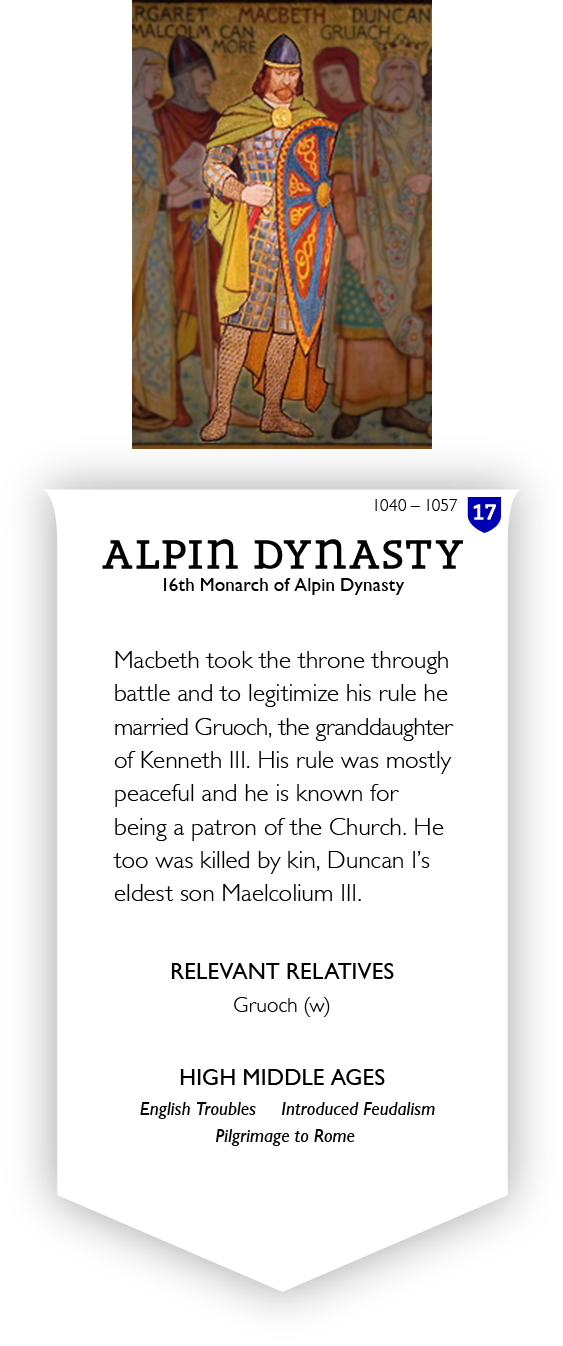 RGARET MACBETH DUNCAN
MALCOLM CAN GRUACH
MORE
1040 – 1057 17
ALPIN DYNASTY
16th Monarch of Alpin Dynasty
Macbeth took the throne through
battle and to legitimize his rule he
married Gruoch, the granddaughter
of Kenneth III. His rule was mostly
peaceful and he is known for
being a patron of the Church. He
too was killed by kin, Duncan I's
eldest son Maelcolium III.
RELEVANT RELATIVES
Gruoch (w)
HIGH MIDDLE AGES
English Troubles Introduced Feudalism
Pilgrimage to Rome